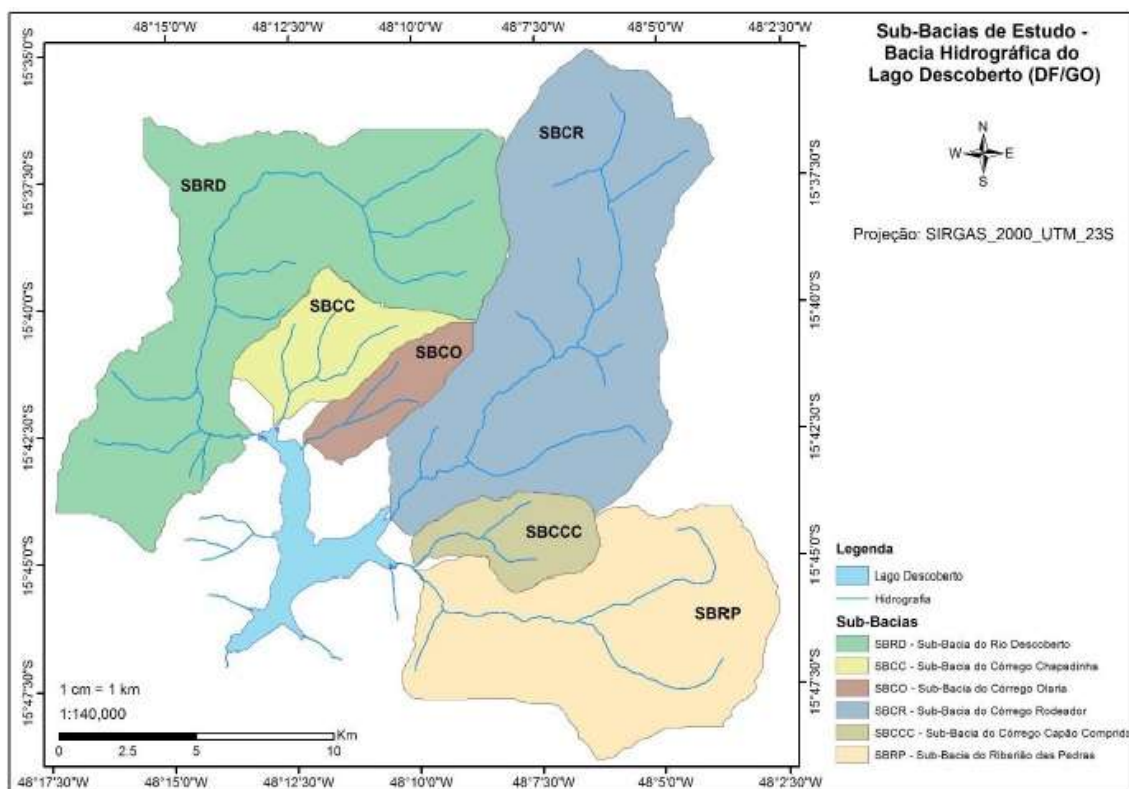 48°15'0"W
48°12'30"W
48°10'0"W
48°7'30"W
48°5'0"W
48°2'30"W
Sub-Bacias de Estudo -
Bacia Hidrográfica do
Lago Descoberto (DF/GO)
N
W E
S
Projeção: SIRGAS_2000_UTM_23S
15°35'0"S
15°37'30"S
15°40'0"S
15°42'30"S
15°45'0"S
15°47'30"S
SBCR
SBRD
SBCC
SBCO
SBCCC
SBRP
15°37'30"S
15°40'0"S
15°42'30"S
15°45'0"S
15°47'30"S
1 cm = 1 km
1:140,000
0 2.5 5 10 Km
48°17'30"W
48°15'0"W
48°12'30"W
48°10'0"W
48°7'30"W
48°5'0"W
48°2'30"W
Legenda
Lago Descoberto
Hidrografia
Sub-Bacias
SBRD - Sub-Bacia do Rio Descoberto
SBCC - Sub-Bacia do Córrego Chapadinha
SBCO - Sub-Bacia do Córrego Olaria
SBCR - Sub-Bacia do Córrego Rodeador
SBCCC - Sub-Bacia do Córrego Capão Comprida
SBRP - Sub-Bacia do Riberião das Pedras